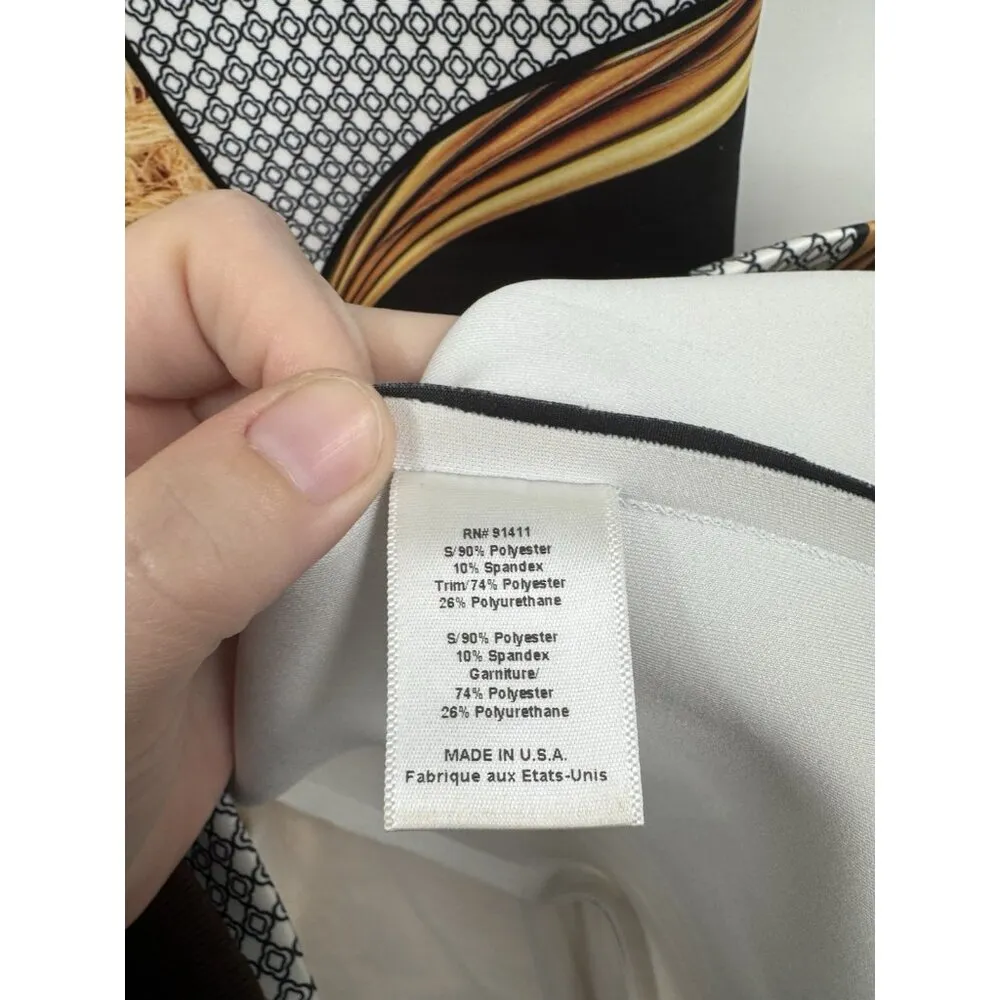 RN# 91411
S/90% Polyester
10% Spandex
Trim/74% Polyester
26% Polyurethane
S/90% Polyester
10% Spandex
Garniture/
74% Polyester
26% Polyurethane
MADE IN U.S.A.
Fabrique aux Etats-Unis